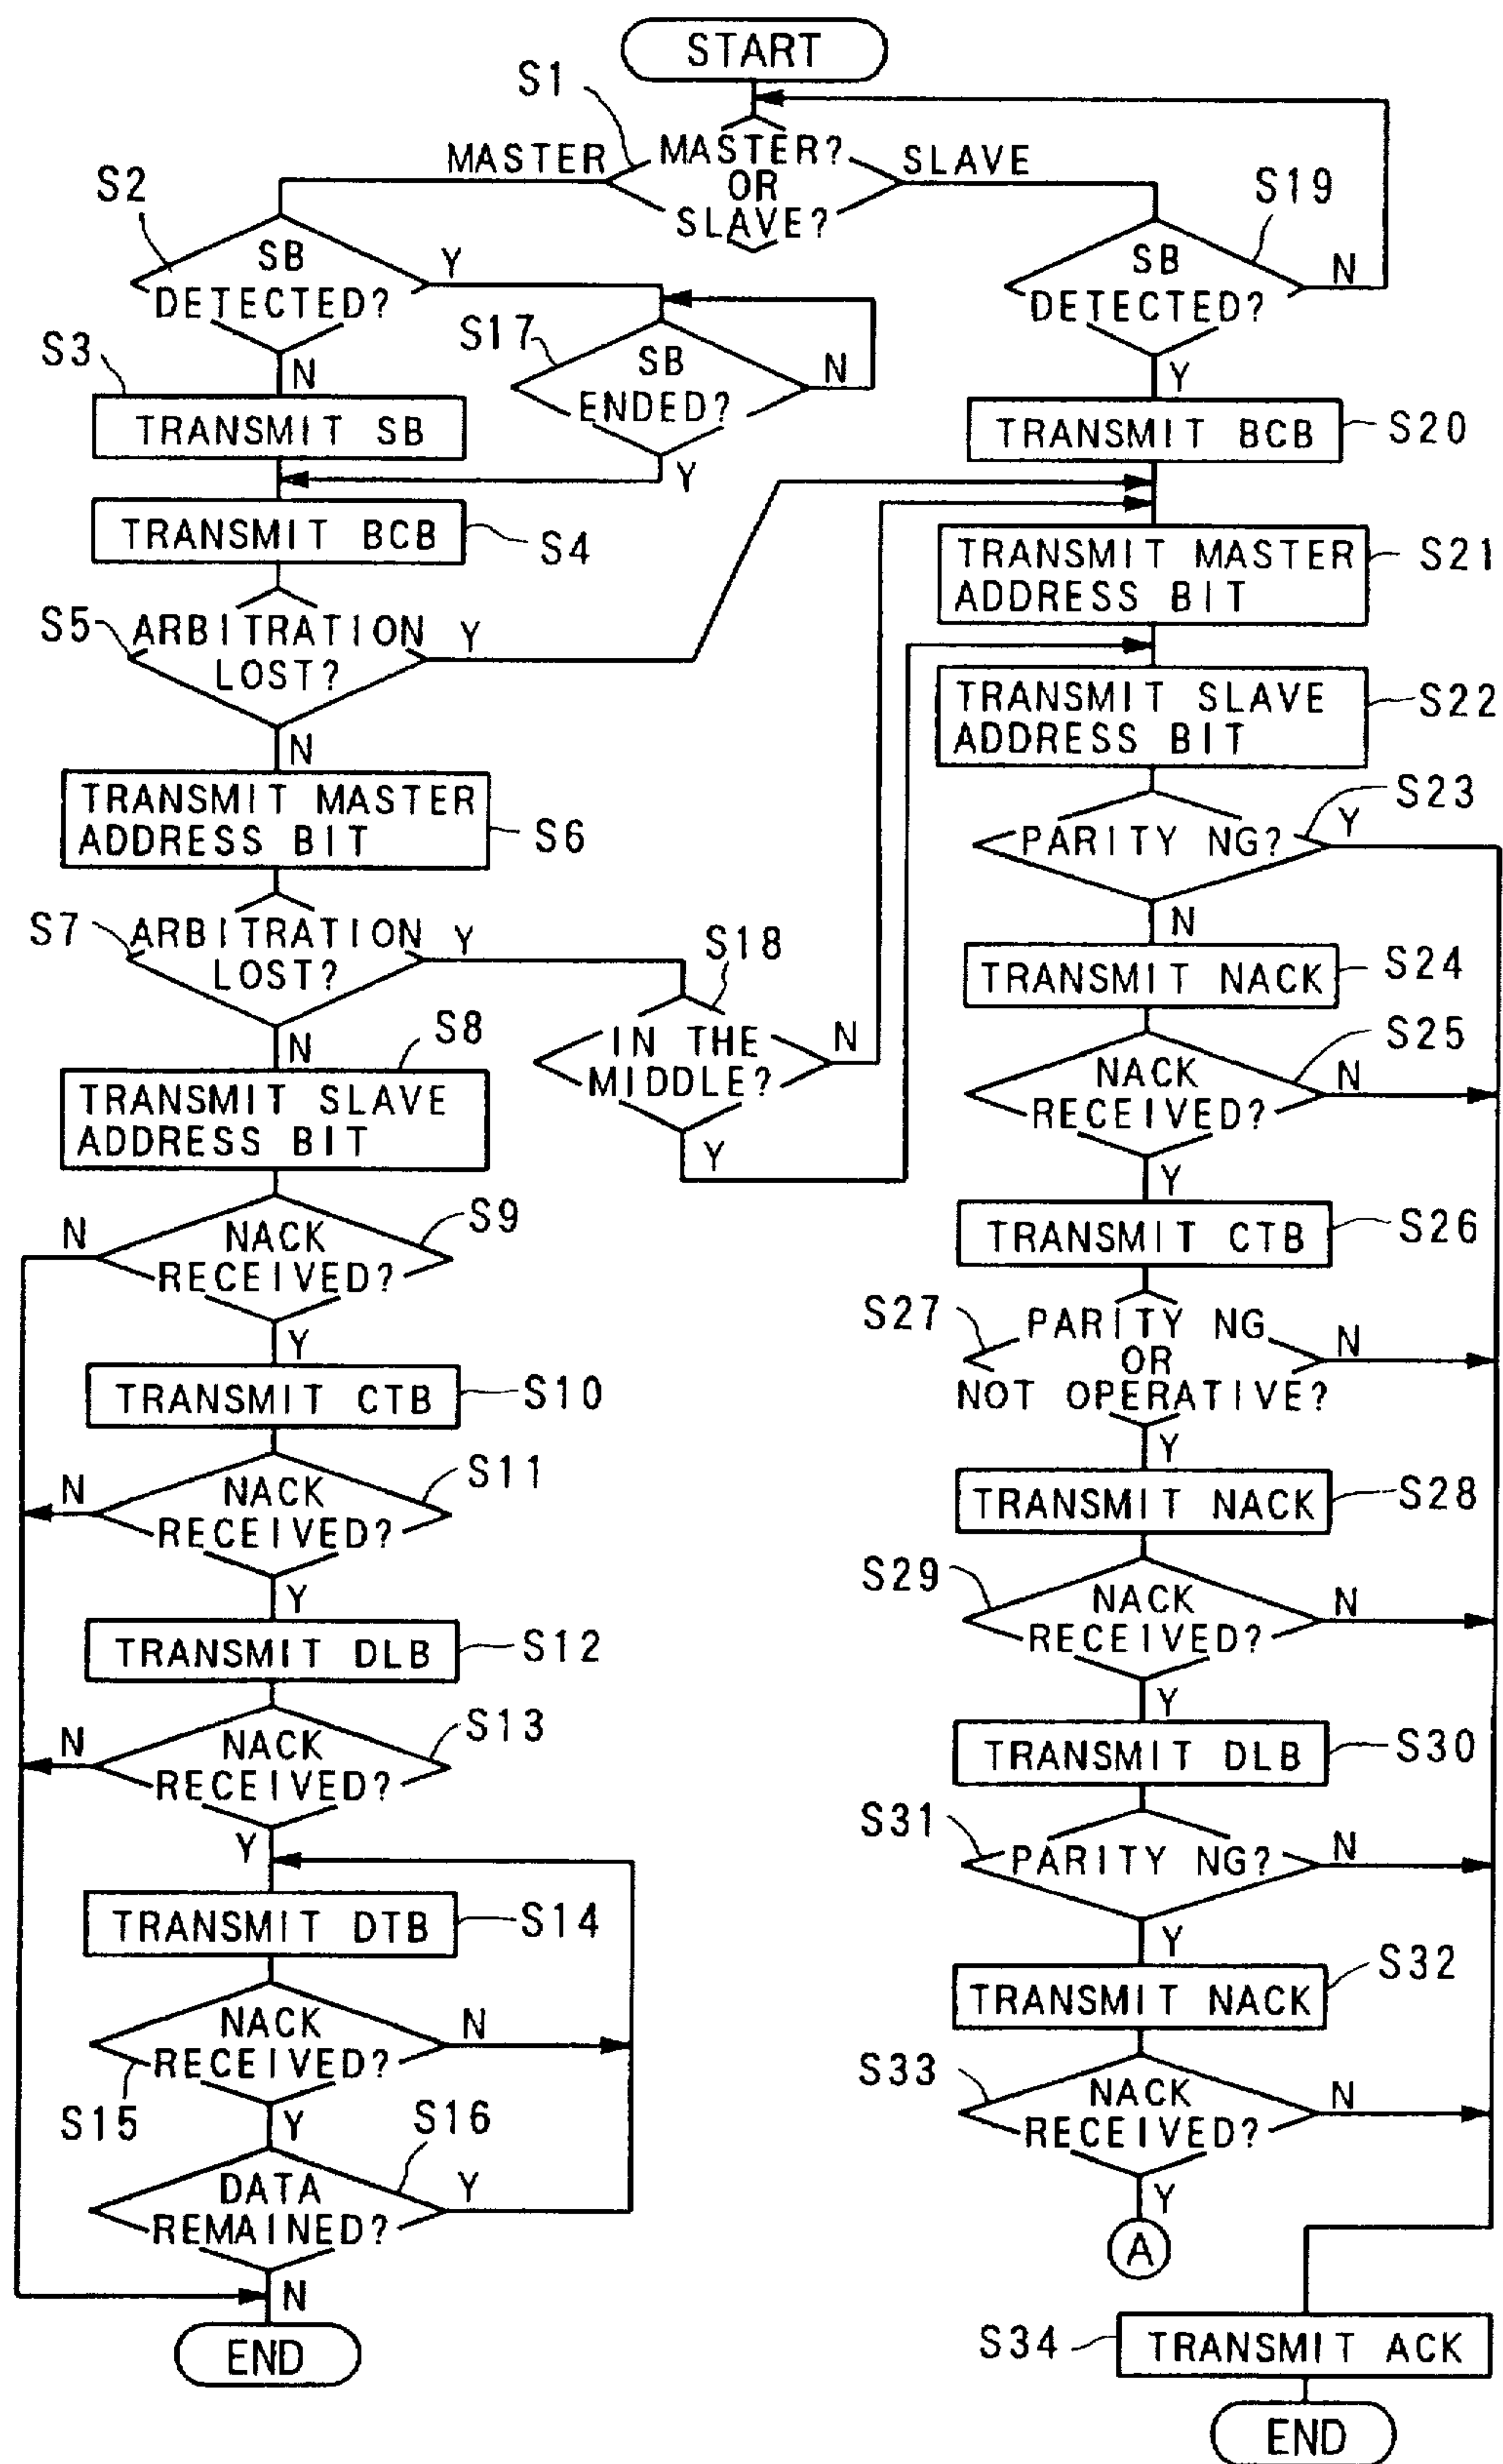 START
S1
MASTER
MASTER?
OR
SLAVE?
SLAVE
S2
SB
DETECTED?
Y
N
S17
SB
ENDED?
N
Y
S3
TRANSMIT SB
TRANSMIT BCB
S4
S5
ARBITRATION
LOST?
Y
N
TRANSMIT MASTER
ADDRESS BIT
S6
S7
ARBITRATION
LOST?
Y
N
S18
IN THE
MIDDLE?
N
Y
S8
TRANSMIT SLAVE
ADDRESS BIT
S9
NACK
RECEIVED?
N
Y
TRANSMIT CTB
S10
S11
NACK
RECEIVED?
N
Y
TRANSMIT DLB
S12
S13
NACK
RECEIVED?
N
Y
TRANSMIT DTB
S14
NACK
RECEIVED?
N
S15
Y
S16
DATA
REMAINED?
Y
N
END
S19
SB
DETECTED?
N
Y
TRANSMIT BCB
S20
TRANSMIT MASTER
ADDRESS BIT
S21
TRANSMIT SLAVE
ADDRESS BIT
S22
S23
PARITY NG?
Y
N
TRANSMIT NACK
S24
S25
NACK
RECEIVED?
N
Y
TRANSMIT CTB
S26
S27
PARITY NG
OR
NOT OPERATIVE?
N
Y
TRANSMIT NACK
S28
S29
NACK
RECEIVED?
N
Y
TRANSMIT DLB
S30
S31
PARITY NG?
N
Y
TRANSMIT NACK
S32
S33
NACK
RECEIVED?
N
Y
A
S34
TRANSMIT ACK
END